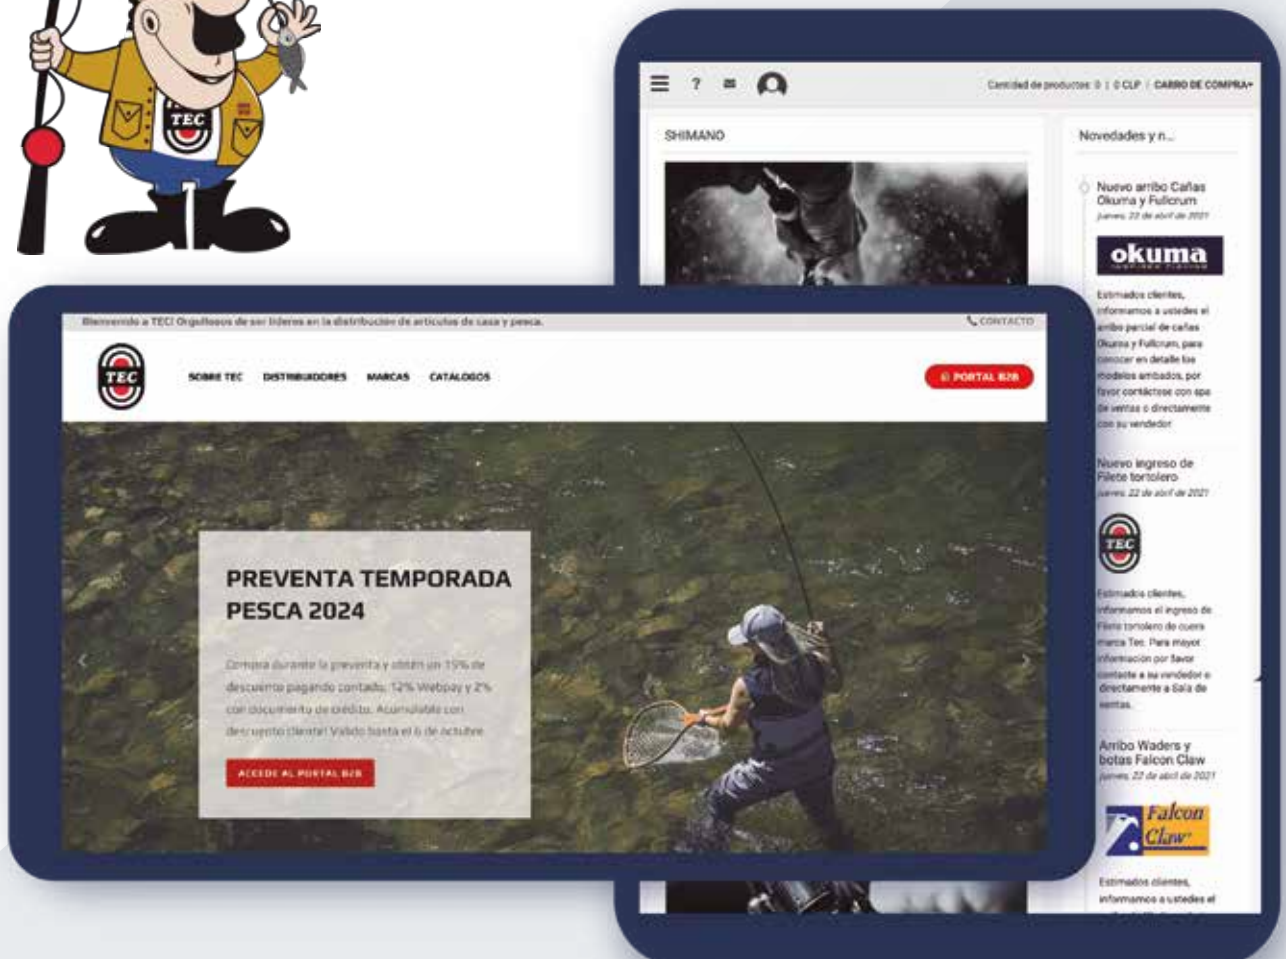 TEC
Cantidad de productos: 0 | 0 CLP | CARRO DE COMPRA
?
SHIMANO
Novedades y n...
Nuevo arribo Cañas
Okuma y Fullcrum
jueves, 22 de abril de 2021
okuma
INSPIRED FISHING
Estimados clientes,
informamos a ustedes el
arribo parcial de cañas
Okuma y Fullcrum, para
conocer en detalle los
modelos arribados, por
favor contáctese con
de ventas o directamente
con su vendedor
Nuevo ingreso de
Filete tortolero
jueves, 22 de abril de 2021
TEC
Estimados clientes,
informamos el ingreso de
Filete tortolero de cuero
marca Tec. Para mayor
información por favor
contacte a su vendedor o
directamente a Sala de
ventas.
Arribo Waders y
botas Falcon Claw
jueves, 22 de abril de 2021
Falcon
Claw
Estimados clientes,
informamos a ustedes el
Bienvenido a TEC! Orgullosos de ser líderes en la distribución de artículos de caza y pesca.
CONTACTO
TEC
SOBRE TEC DISTRIBUIDORES MARCAS CATÁLOGOS
PORTAL B2B
PREVENTA TEMPORADA
PESCA 2024
Compra durante la preventa y obtén un 15% de
descuento pagando contado, 12% Webpay y 2%
con documento de crédito. Acumulable con
descuento cliente! Valido hasta el 6 de octubre
ACCEDE AL PORTAL B2B